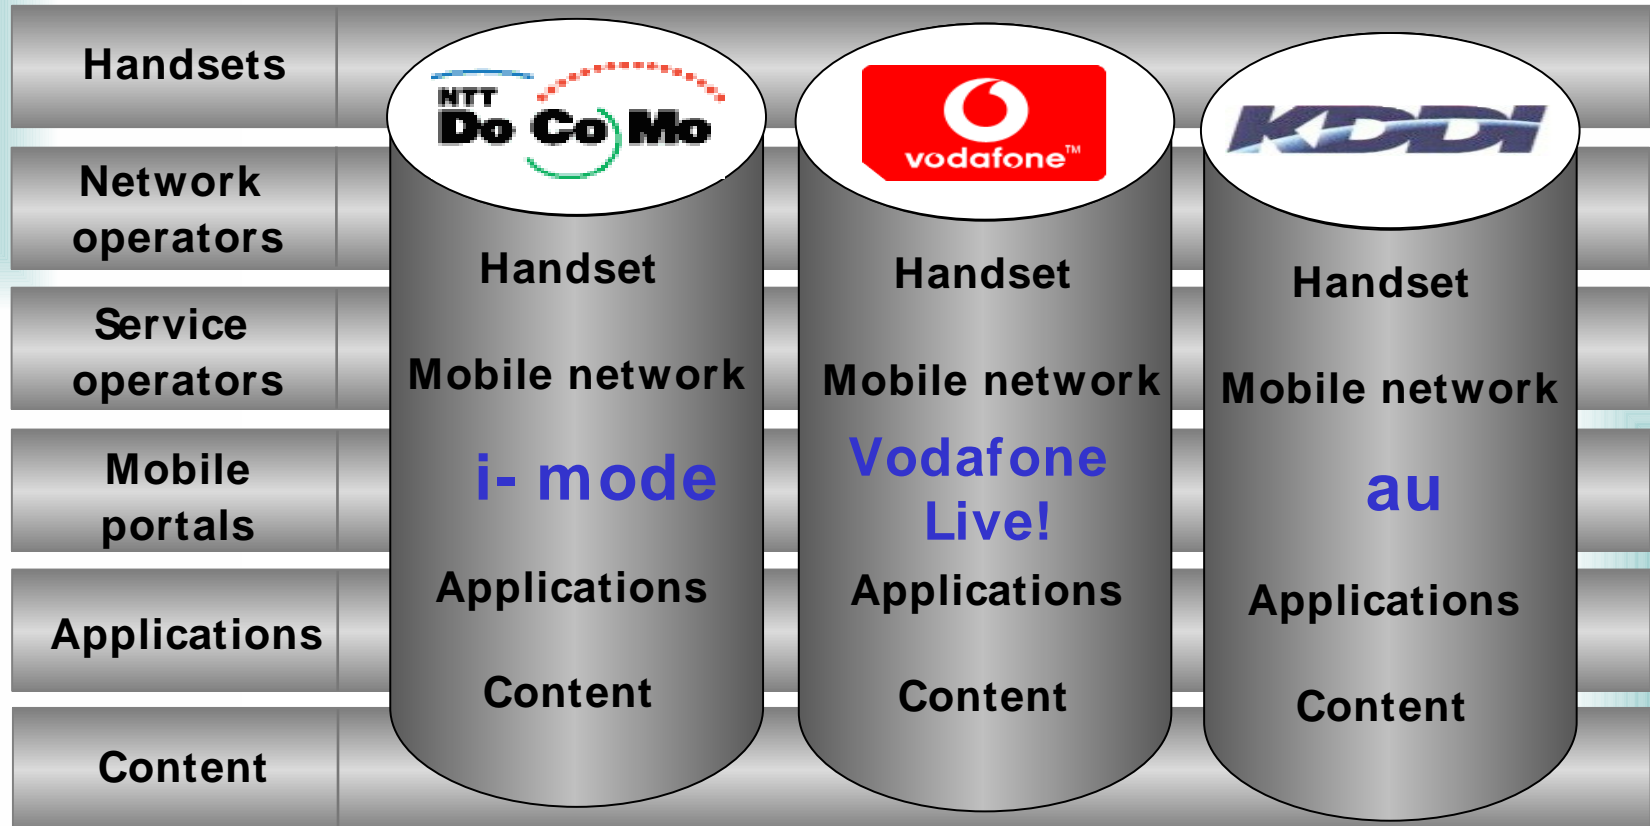 Handsets
Network
operators
Service
operators
Mobile
portals
Applications
Content
NTT
Do Co Mo
Handset
Mobile network
i- mode
Applications
Content
vodafone™
Handset
Mobile network
Vodafone
Live!
Applications
Content
KDDI
Handset
Mobile network
au
Applications
Content